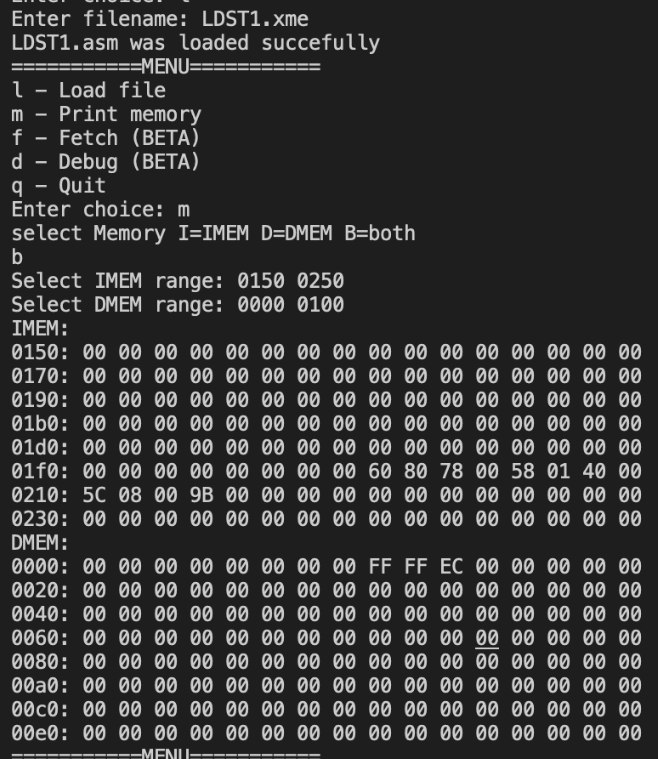 Enter choice: l
Enter filename: LDST1.xme
LDST1.asm was loaded succefully
===========MENU===========
l - Load file
m - Print memory
f - Fetch (BETA)
d - Debug (BETA)
q - Quit
Enter choice: m
select Memory I=IMEM D=DMEM B=both
b
Select IMEM range: 0150 0250
Select DMEM range: 0000 0100
IMEM:
0150: 00 00 00 00 00 00 00 00 00 00 00 00 00 00 00 00
0170: 00 00 00 00 00 00 00 00 00 00 00 00 00 00 00 00
0190: 00 00 00 00 00 00 00 00 00 00 00 00 00 00 00 00
01b0: 00 00 00 00 00 00 00 00 00 00 00 00 00 00 00 00
01d0: 00 00 00 00 00 00 00 00 00 00 00 00 00 00 00 00
01f0: 00 00 00 00 00 00 00 00 60 80 78 00 58 01 40 00
0210: 5C 08 00 9B 00 00 00 00 00 00 00 00 00 00 00 00
0230: 00 00 00 00 00 00 00 00 00 00 00 00 00 00 00 00
DMEM:
0000: 00 00 00 00 00 00 00 00 FF FF EC 00 00 00 00 00
0020: 00 00 00 00 00 00 00 00 00 00 00 00 00 00 00 00
0040: 00 00 00 00 00 00 00 00 00 00 00 00 00 00 00 00
0060: 00 00 00 00 00 00 00 00 00 00 00 00 00 00 00 00
0080: 00 00 00 00 00 00 00 00 00 00 00 00 00 00 00 00
00a0: 00 00 00 00 00 00 00 00 00 00 00 00 00 00 00 00
00c0: 00 00 00 00 00 00 00 00 00 00 00 00 00 00 00 00
00e0: 00 00 00 00 00 00 00 00 00 00 00 00 00 00 00 00
===========MENU===========